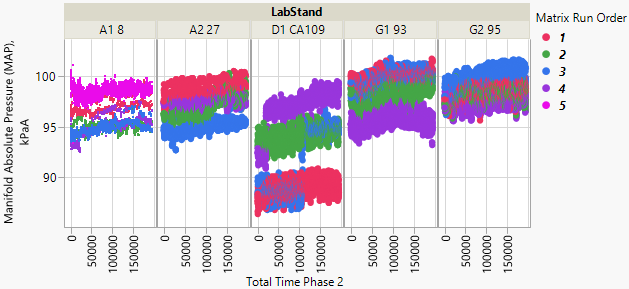 LabStand
A1 8 A2 27 D1 CA109 G1 93 G2 95
Matrix Run Order
1
2
3
4
5
Manifold Absolute Pressure (MAP),
kPaA
100
95
90
0 50000 100000 150000 0 50000 100000 150000 0 50000 100000 150000 0 50000 100000 150000 0 50000 100000 150000
Total Time Phase 2